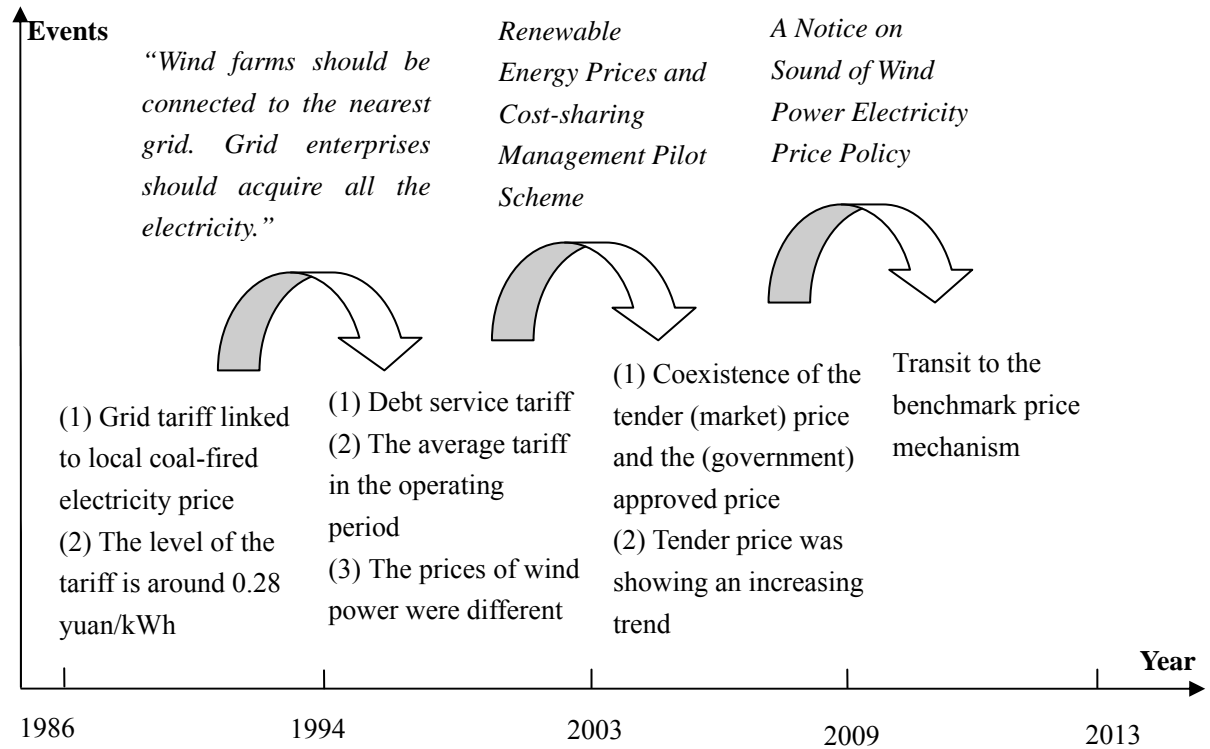 Events
“Wind farms should be
connected to the nearest
grid. Grid enterprises
should acquire all the
electricity.”
Renewable
Energy Prices and
Cost-sharing
Management Pilot
Scheme
A Notice on
Sound of Wind
Power Electricity
Price Policy
(1) Grid tariff linked
to local coal-fired
electricity price
(2) The level of the
tariff is around 0.28
yuan/kWh
(1) Debt service tariff
(2) The average tariff
in the operating
period
(3) The prices of wind
power were different
(1) Coexistence of the
tender (market) price
and the (government)
approved price
(2) Tender price was
showing an increasing
trend
Transit to the
benchmark price
mechanism
Year
1986
1994
2003
2009
2013